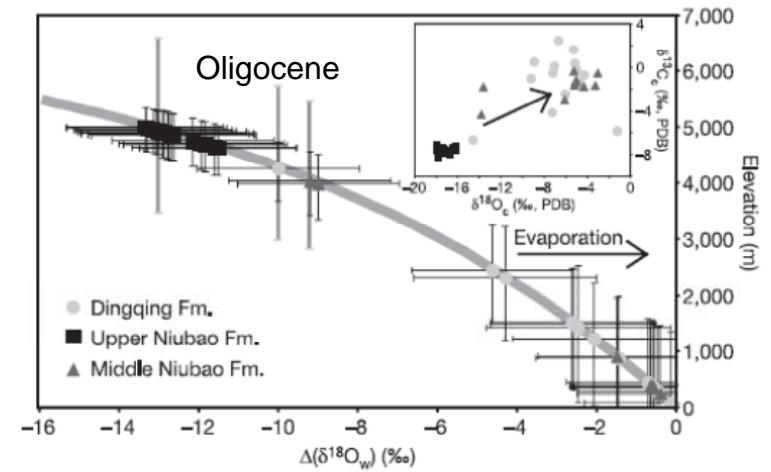 Oligocene
7,000
6,000
5,000
4,000
3,000
2,000
1,000
0
Elevation (m)
4
0
−4
−8
δ¹³C꜀ (‰, PDB)
−20 −16 −12 −8 −4 0
δ¹⁸O꜀ (‰, PDB)
Evaporation
Dingqing Fm.
Upper Niubao Fm.
Middle Niubao Fm.
−16 −14 −12 −10 −8 −6 −4 −2 0
Δ(δ¹⁸Ow) (‰)